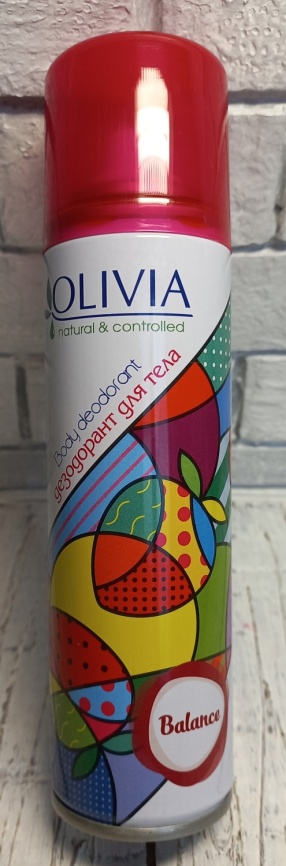 OLIVIA
natural & controlled
Body deodorant
дезодорант для тела
Balance